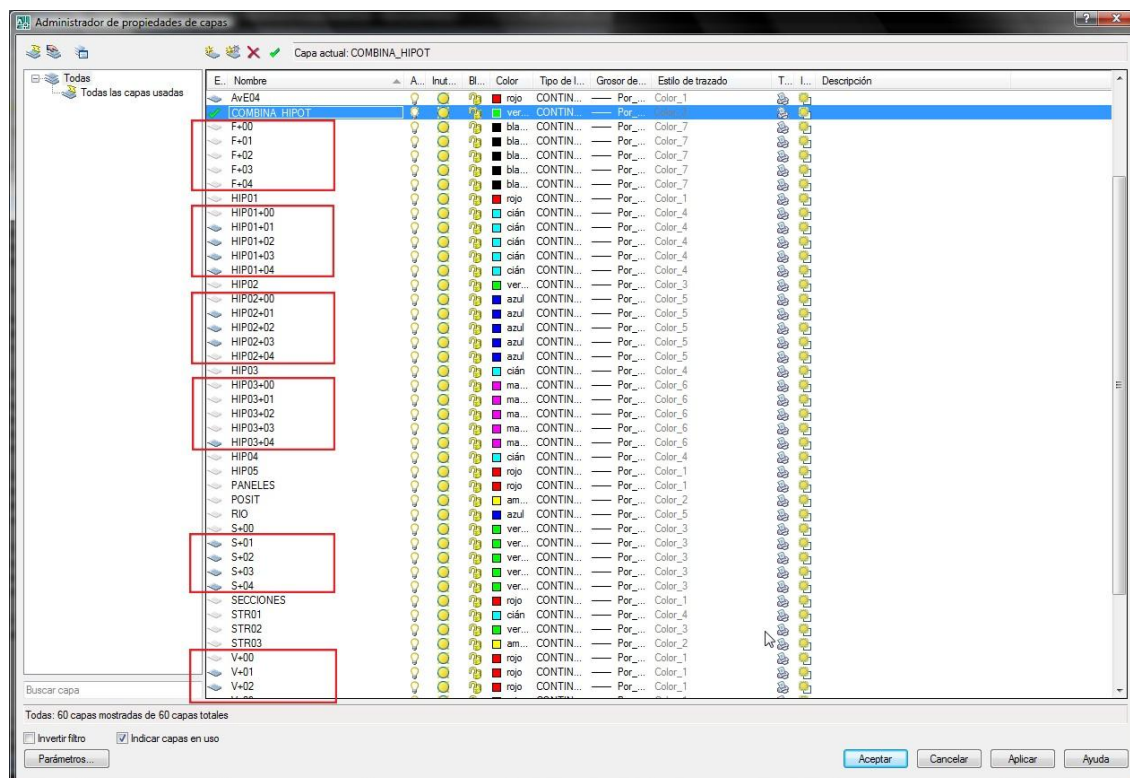 Administrador de propiedades de capas
Capa actual: COMBINA_HIPOT
Todas
Todas las capas usadas
E.. Nombre A... Inut... Bl... Color Tipo de l... Grosor de... Estilo de trazado T... I... Descripción
AvE04 rojo CONTIN... Por_... Color_1
COMBINA_HIPOT ver... CONTIN... Por_...
F+00 bla... CONTIN... Por_... Color_7
F+01 bla... CONTIN... Por_... Color_7
F+02 bla... CONTIN... Por_... Color_7
F+03 bla... CONTIN... Por_... Color_7
F+04 bla... CONTIN... Por_... Color_7
HIP01 rojo CONTIN... Por_... Color_1
HIP01+00 cián CONTIN... Por_... Color_4
HIP01+01 cián CONTIN... Por_... Color_4
HIP01+02 cián CONTIN... Por_... Color_4
HIP01+03 cián CONTIN... Por_... Color_4
HIP01+04 cián CONTIN... Por_... Color_4
HIP02 ver... CONTIN... Por_... Color_3
HIP02+00 azul CONTIN... Por_... Color_5
HIP02+01 azul CONTIN... Por_... Color_5
HIP02+02 azul CONTIN... Por_... Color_5
HIP02+03 azul CONTIN... Por_... Color_5
HIP02+04 azul CONTIN... Por_... Color_5
HIP03 cián CONTIN... Por_... Color_4
HIP03+00 ma... CONTIN... Por_... Color_6
HIP03+01 ma... CONTIN... Por_... Color_6
HIP03+02 ma... CONTIN... Por_... Color_6
HIP03+03 ma... CONTIN... Por_... Color_6
HIP03+04 ma... CONTIN... Por_... Color_6
HIP04 cián CONTIN... Por_... Color_4
HIP05 rojo CONTIN... Por_... Color_1
PANELES rojo CONTIN... Por_... Color_1
POSIT am... CONTIN... Por_... Color_2
RIO azul CONTIN... Por_... Color_5
S+00 ver... CONTIN... Por_... Color_3
S+01 ver... CONTIN... Por_... Color_3
S+02 ver... CONTIN... Por_... Color_3
S+03 ver... CONTIN... Por_... Color_3
S+04 ver... CONTIN... Por_... Color_3
SECCIONES rojo CONTIN... Por_... Color_1
STR01 cián CONTIN... Por_... Color_4
STR02 ver... CONTIN... Por_... Color_3
STR03 am... CONTIN... Por_... Color_2
V+00 rojo CONTIN... Por_... Color_1
V+01 rojo CONTIN... Por_... Color_1
V+02 rojo CONTIN... Por_... Color_1
Buscar capa
Todas: 60 capas mostradas de 60 capas totales
Invertir filtro Indicar capas en uso
Parámetros... Aceptar Cancelar Aplicar Ayuda